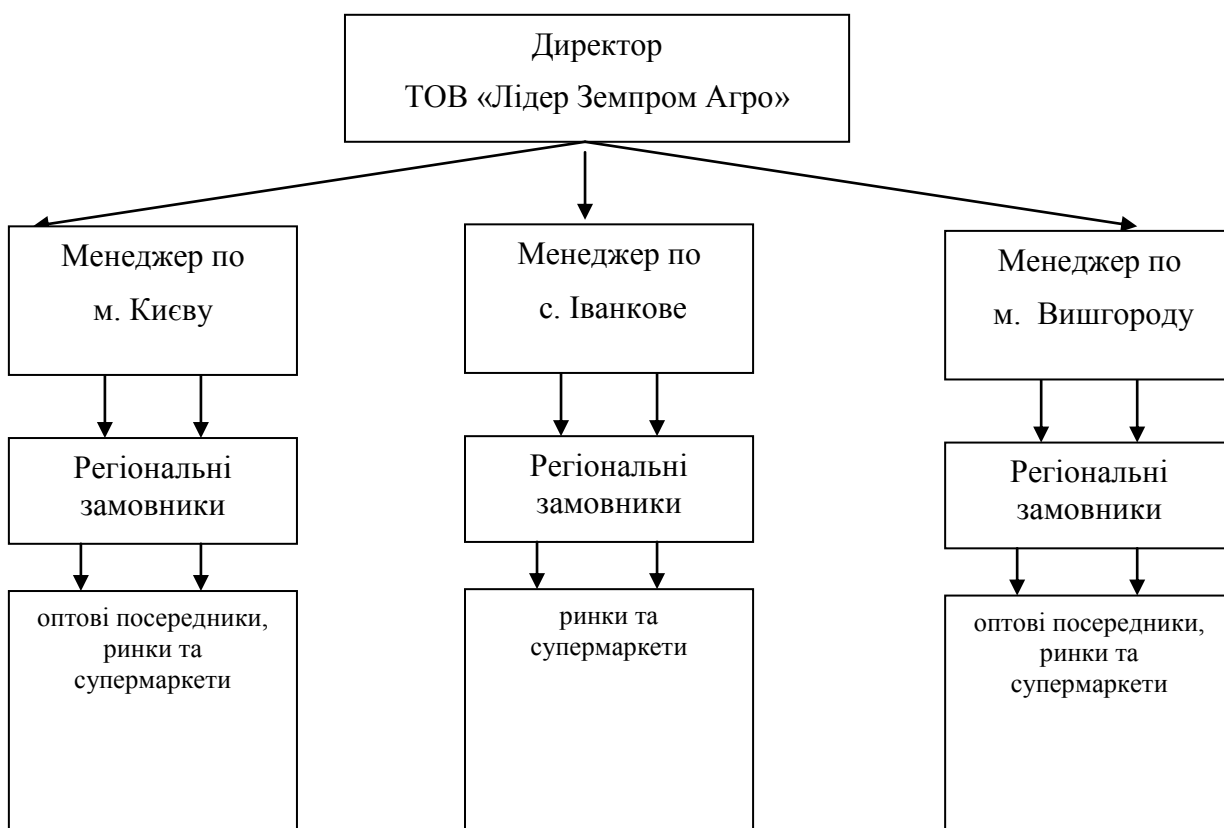 Директор
ТОВ «Лідер Земпром Агро»
Менеджер по
м. Києву
Менеджер по
с. Іванкове
Менеджер по
м. Вишгороду
Регіональні
замовники
Регіональні
замовники
Регіональні
замовники
оптові посередники,
ринки та
супермаркети
ринки та
супермаркети
оптові посередники,
ринки та
супермаркети